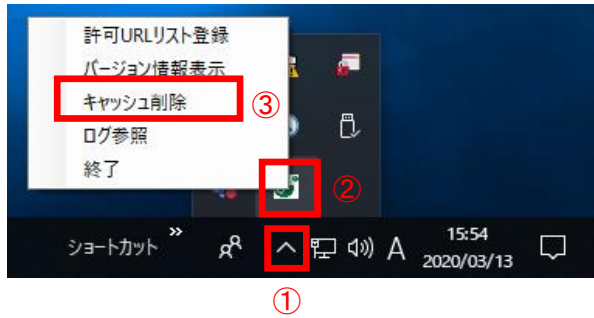 許可URLリスト登録
バージョン情報表示
キャッシュ削除
③
ログ参照
終了
②
ショートカット
»
A
15:54
2020/03/13
①